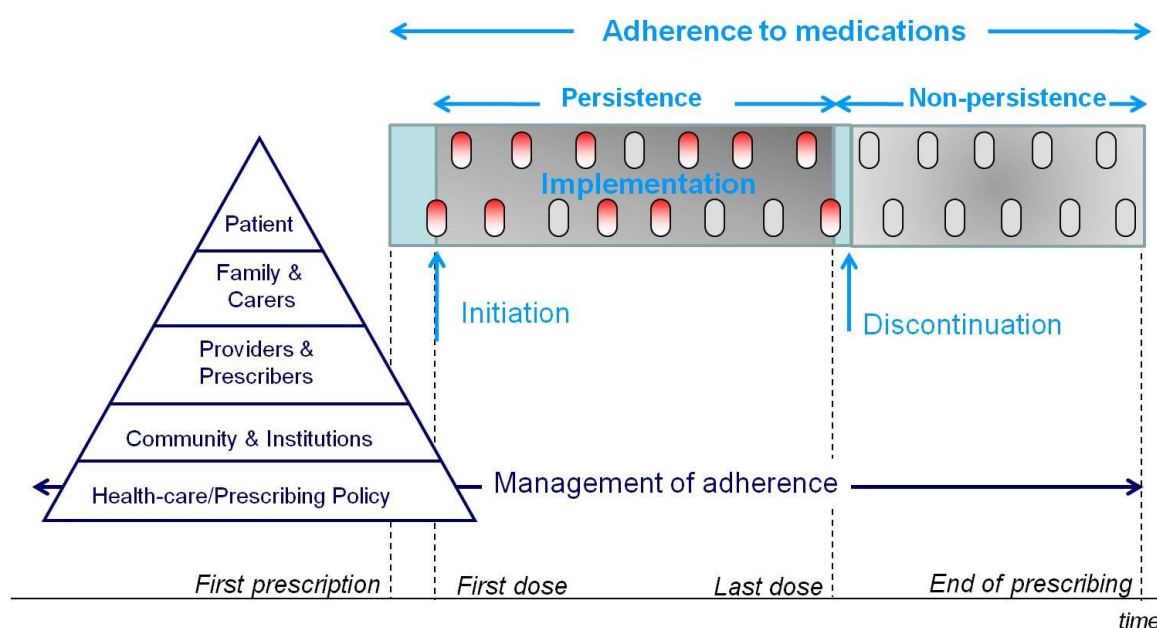 Adherence to medications
Persistence
Non-persistence
Implementation
Patient
Family &
Carers
Providers &
Prescribers
Community & Institutions
Health-care/Prescribing Policy
Initiation
Discontinuation
Management of adherence
First prescription
First dose
Last dose
End of prescribing
time